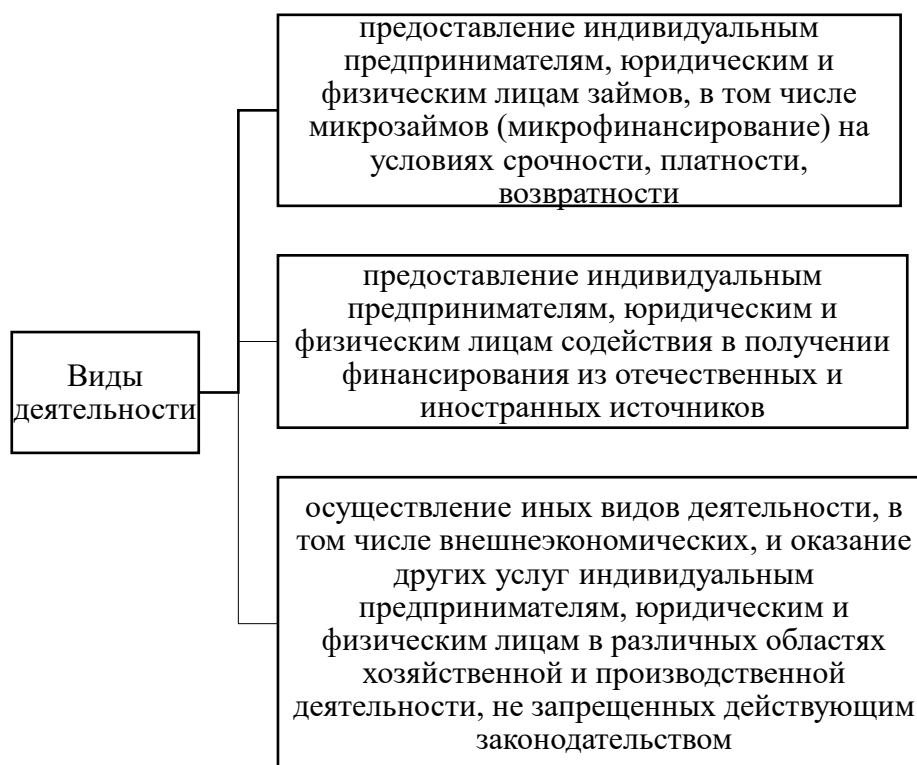 предоставление индивидуальным
предпринимателям, юридическим и
физическим лицам займов, в том числе
микрозаймов (микрофинансирование) на
условиях срочности, платности,
возвратности
Виды
деятельности
предоставление индивидуальным
предпринимателям, юридическим и
физическим лицам содействия в получении
финансирования из отечественных и
иностранных источников
осуществление иных видов деятельности, в
том числе внешнеэкономических, и оказание
других услуг индивидуальным
предпринимателям, юридическим и
физическим лицам в различных областях
хозяйственной и производственной
деятельности, не запрещенных действующим
законодательством